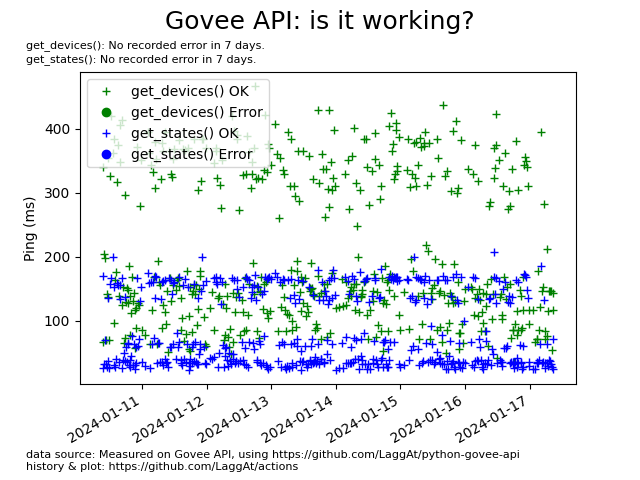 Govee API: is it working?
get_devices(): No recorded error in 7 days.
get_states(): No recorded error in 7 days.
get_devices() OK
get_devices() Error
get_states() OK
get_states() Error
Ping (ms)
400
300
200
100
2024-01-11
2024-01-12
2024-01-13
2024-01-14
2024-01-15
2024-01-16
2024-01-17
data source: Measured on Govee API, using https://github.com/LaggAt/python-govee-api
history & plot: https://github.com/LaggAt/actions